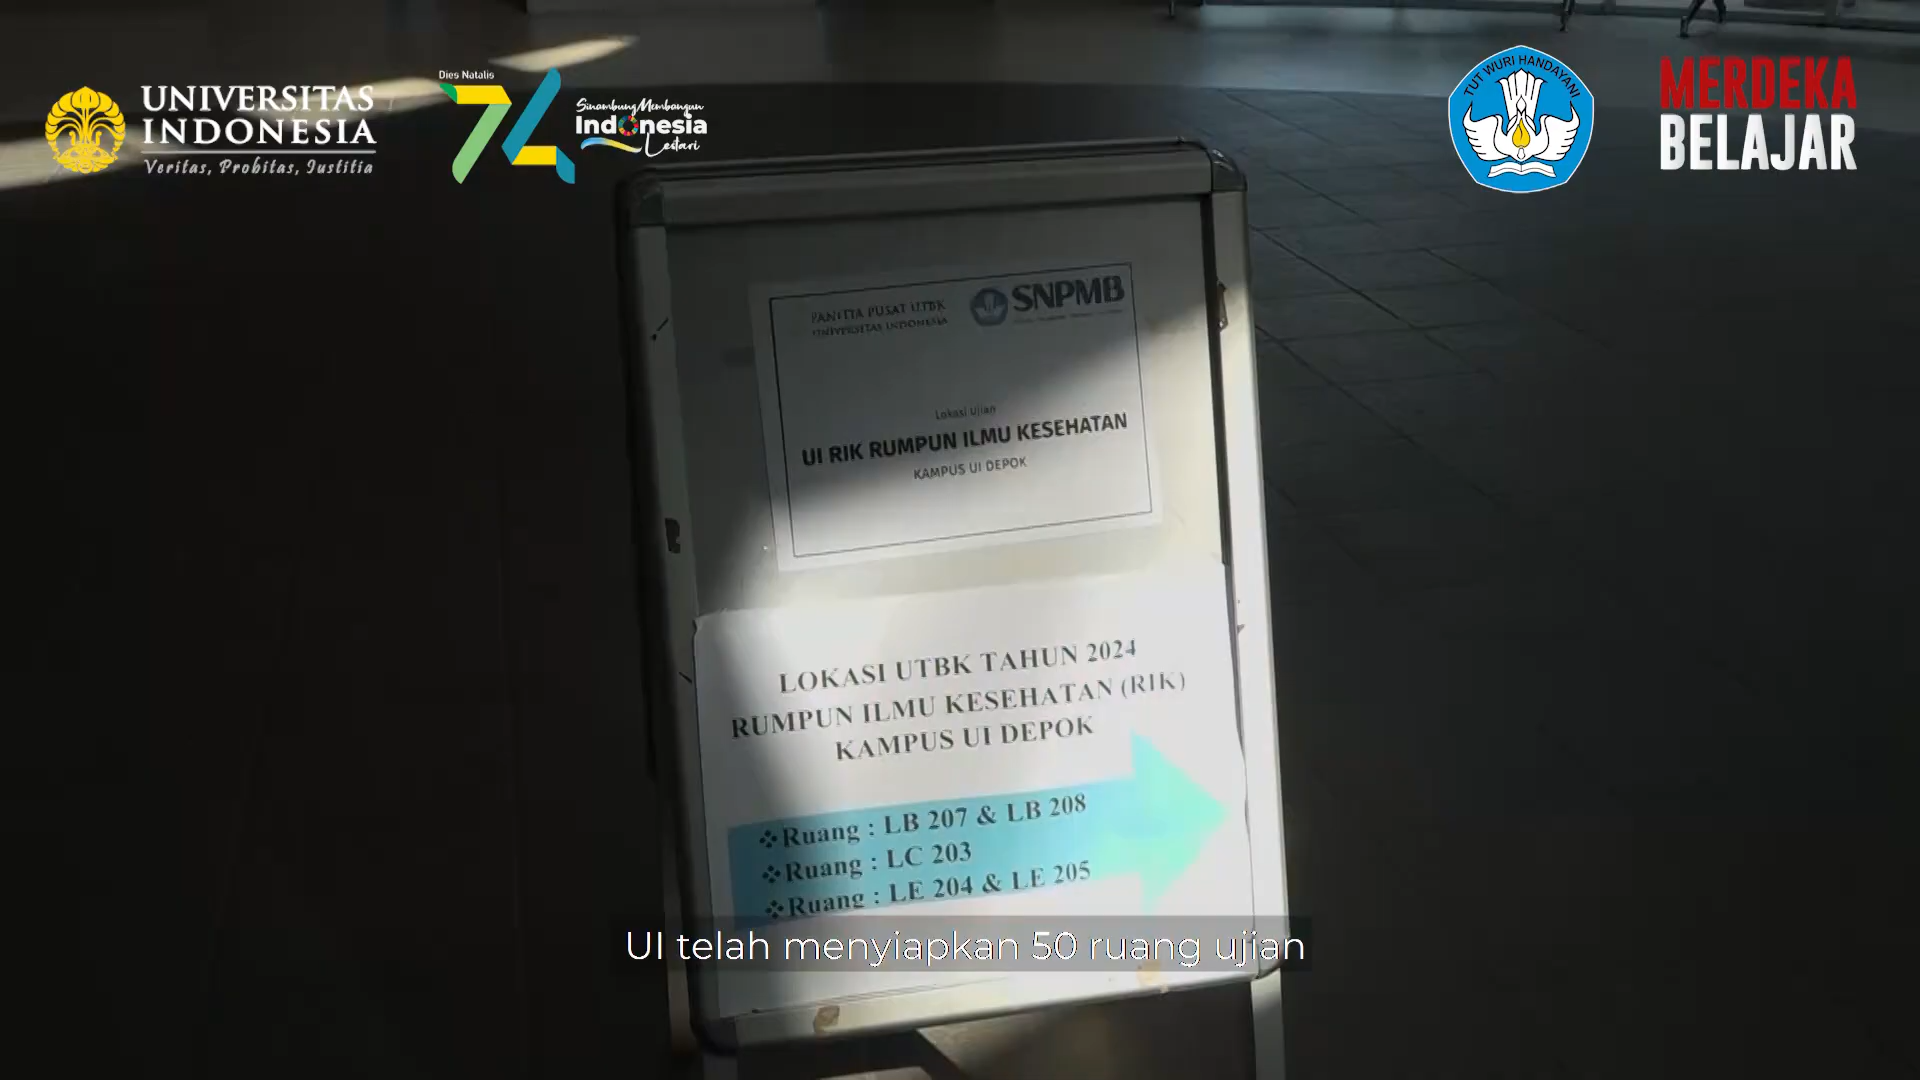 UNIVERSITAS
INDONESIA
Veritas, Probitas, Justitia
Dies Natalis
74
Sinambung Membangun
Indonesia
Lestari
TUT WURI HANDAYANI
MERDEKA
BELAJAR
PANITIA PUSAT UTBK
UNIVERSITAS INDONESIA
SNPMB
Lokasi Ujian
UI RIK RUMPUN ILMU KESEHATAN
KAMPUS UI DEPOK
LOKASI UTBK TAHUN 2024
RUMPUN ILMU KESEHATAN (RIK)
KAMPUS UI DEPOK
❖Ruang : LB 207 & LB 208
❖Ruang : LC 203
❖Ruang : LE 204 & LE 205
UI telah menyiapkan 50 ruang ujian